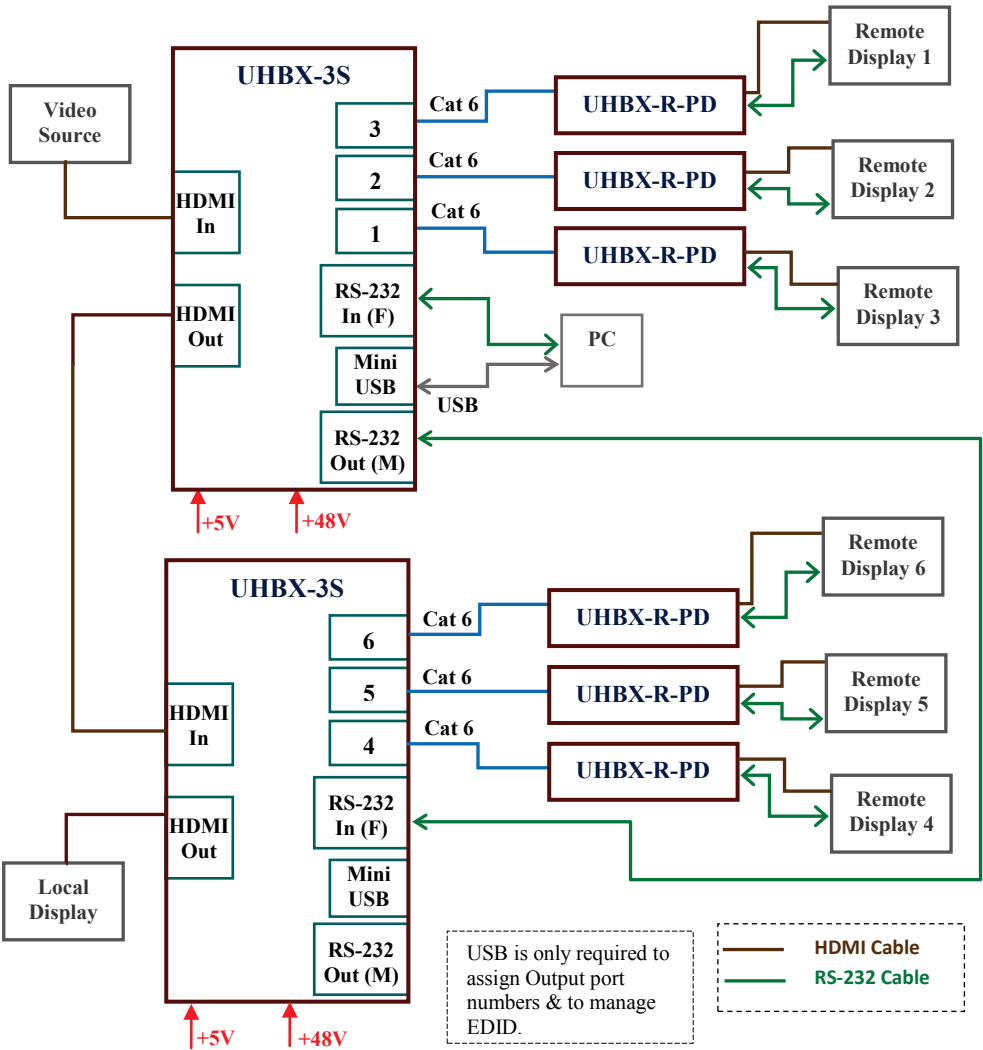 UHBX-3S
Video
Source
HDMI
In
HDMI
Out
3
2
1
RS-232
In (F)
Mini
USB
RS-232
Out (M)
+5V
+48V
Cat 6
UHBX-R-PD
Remote
Display 1
Cat 6
UHBX-R-PD
Remote
Display 2
Cat 6
UHBX-R-PD
Remote
Display 3
PC
USB
UHBX-3S
HDMI
In
HDMI
Out
Local
Display
6
5
4
RS-232
In (F)
Mini
USB
RS-232
Out (M)
+5V
+48V
Cat 6
UHBX-R-PD
Remote
Display 6
Cat 6
UHBX-R-PD
Remote
Display 5
Cat 6
UHBX-R-PD
Remote
Display 4
USB is only required to
assign Output port
numbers & to manage
EDID.
HDMI Cable
RS-232 Cable